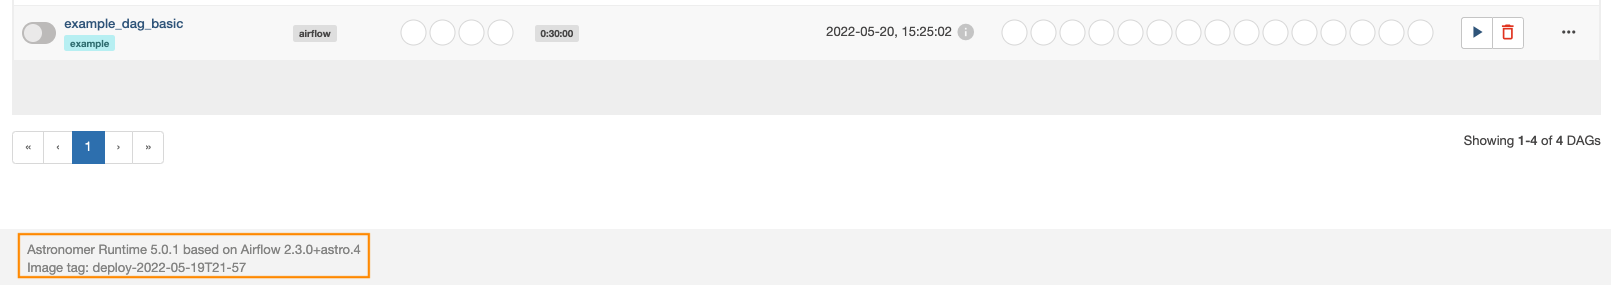 example_dag_basic
example
airflow
0:30:00
2022-05-20, 15:25:02
« ‹ 1 › »
Showing 1-4 of 4 DAGs
Astronomer Runtime 5.0.1 based on Airflow 2.3.0+astro.4
Image tag: deploy-2022-05-19T21-57